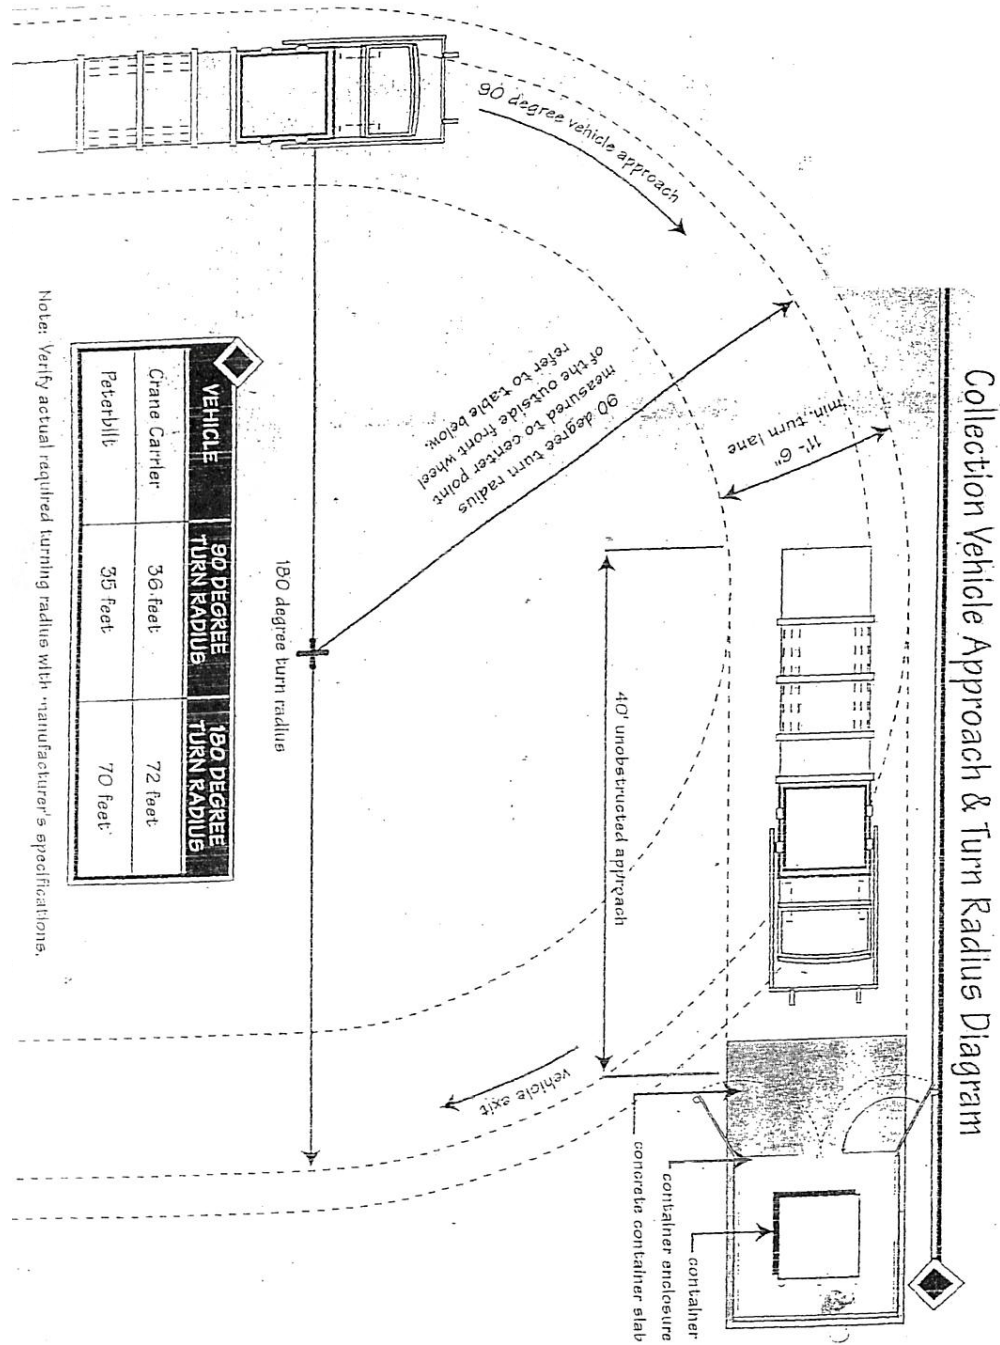 Collection Vehicle Approach & Turn Radius Diagram
90 degree vehicle approach
11'- 6"
min. turn lane
90 degree turn radius
measured to center point
of the outside front wheel
refer to table below.
40' unobstructed approach
180 degree turn radius
vehicle exit
container
container enclosure
concrete container slab
VEHICLE
90 DEGREE
TURN RADIUS
180 DEGREE
TURN RADIUS
Crane Carrier
36 feet
72 feet
Peterbilt
35 feet
70 feet
Note: Verify actual required turning radius with manufacturer's specifications.